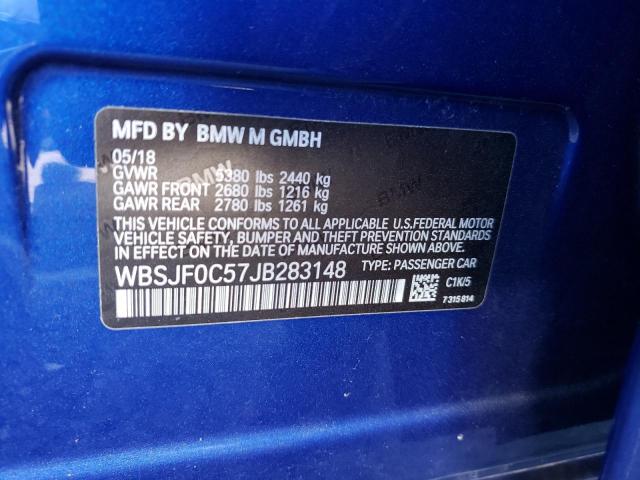 MFD BY BMW M GMBH
05/18
GVWR 5380 lbs 2440 kg
GAWR FRONT 2680 lbs 1216 kg
GAWR REAR 2780 lbs 1261 kg
THIS VEHICLE CONFORMS TO ALL APPLICABLE U.S.FEDERAL MOTOR
VEHICLE SAFETY, BUMPER AND THEFT PREVENTION STANDARDS
IN EFFECT ON THE DATE OF MANUFACTURE SHOWN ABOVE.
WBSJF0C57JB283148 TYPE: PASSENGER CAR
C1K/5
7315814